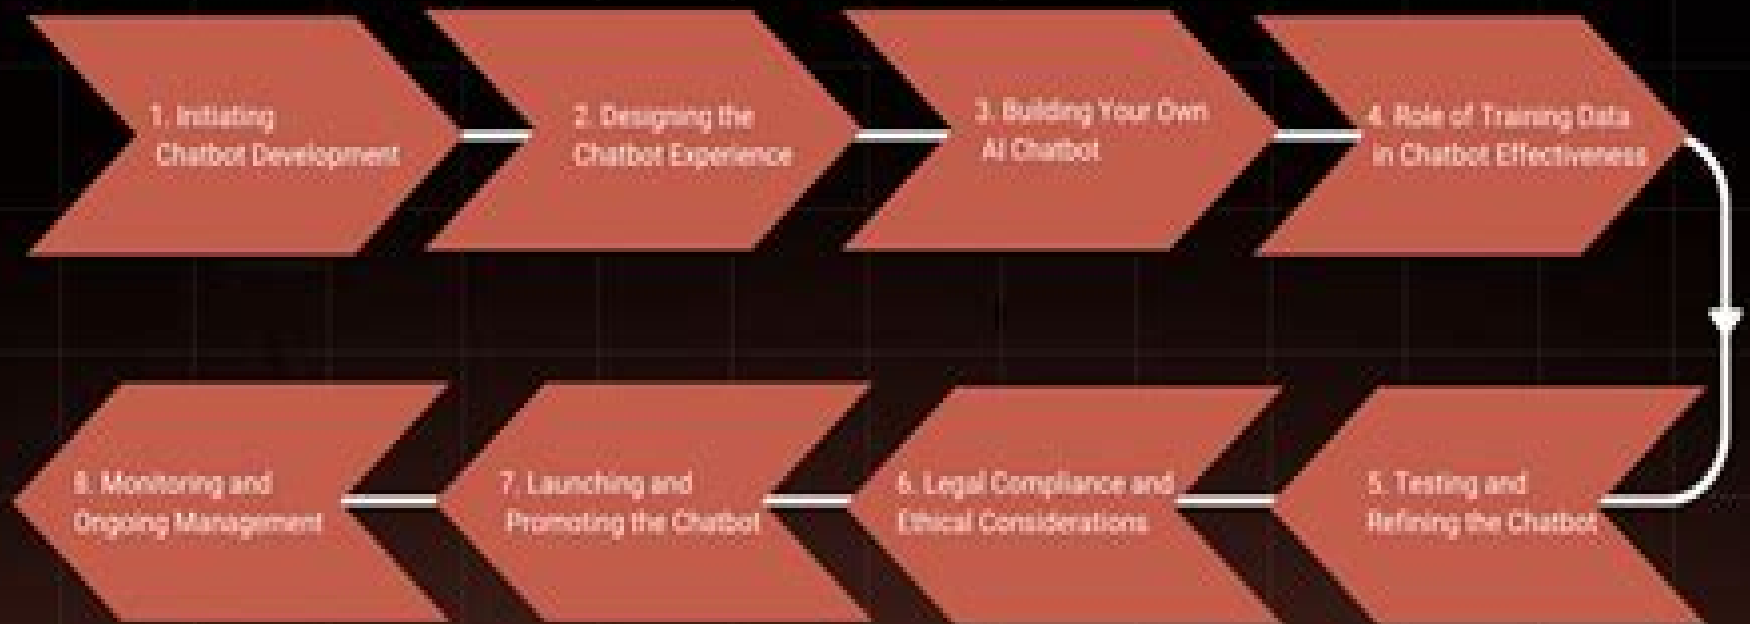 1. Initiating
Chatbot Development
2. Designing the
Chatbot Experience
3. Building Your Own
AI Chatbot
4. Role of Training Data
in Chatbot Effectiveness
5. Testing and
Refining the Chatbot
6. Legal Compliance and
Ethical Considerations
7. Launching and
Promoting the Chatbot
8. Monitoring and
Ongoing Management